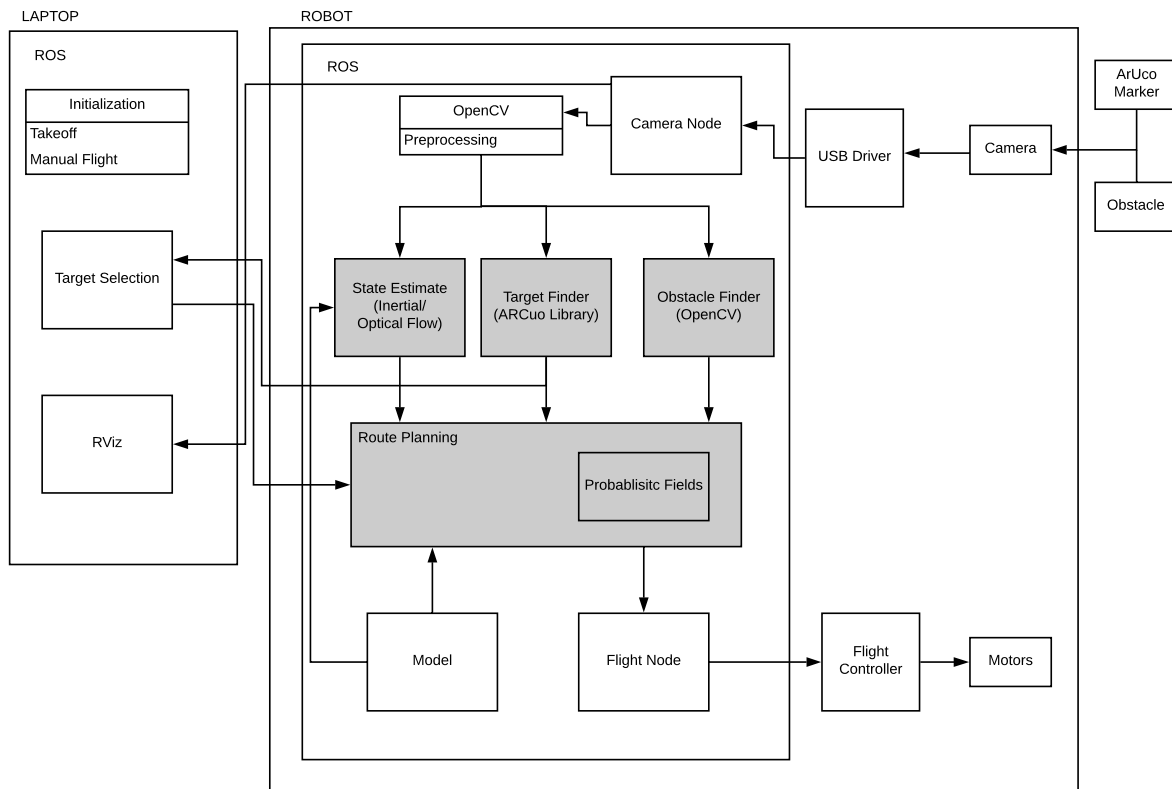 LAPTOP
ROS
Initialization
Takeoff
Manual Flight
Target Selection
RViz
ROBOT
ROS
OpenCV
Preprocessing
Camera Node
USB Driver
Camera
ArUco
Marker
Obstacle
State Estimate
(Inertial/
Optical Flow)
Target Finder
(ARCuo Library)
Obstacle Finder
(OpenCV)
Route Planning
Probablisitc Fields
Model
Flight Node
Flight
Controller
Motors